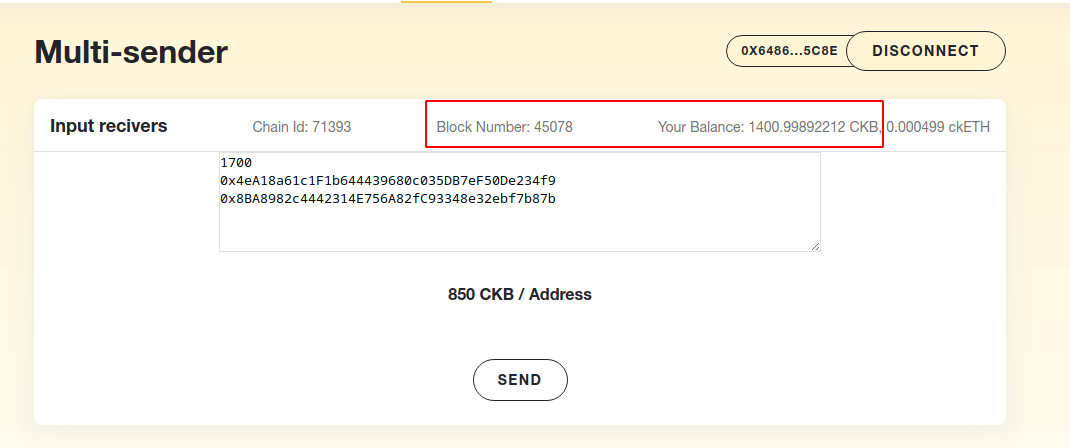 Multi-sender
0X6486...5C8E
DISCONNECT
Input recivers
Chain Id: 71393
Block Number: 45078
Your Balance: 1400.99892212 CKB, 0.000499 ckETH
1700
0x4eA18a61c1F1b644439680c035DB7eF50De234f9
0x8BA8982c4442314E756A82fC93348e32ebf7b87b
850 CKB / Address
SEND